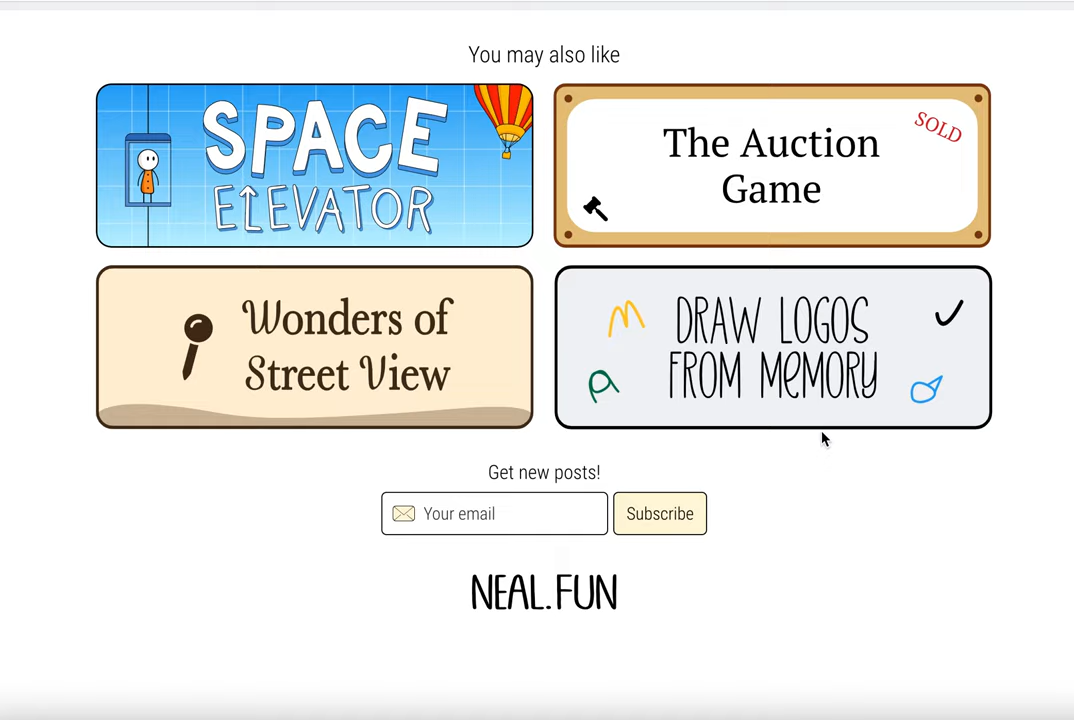 You may also like
SPACE
ELEVATOR
The Auction
Game
SOLD
Wonders of
Street View
DRAW LOGOS
FROM MeMORY
Get new posts!
Your email
Subscribe
NEAL.FUN